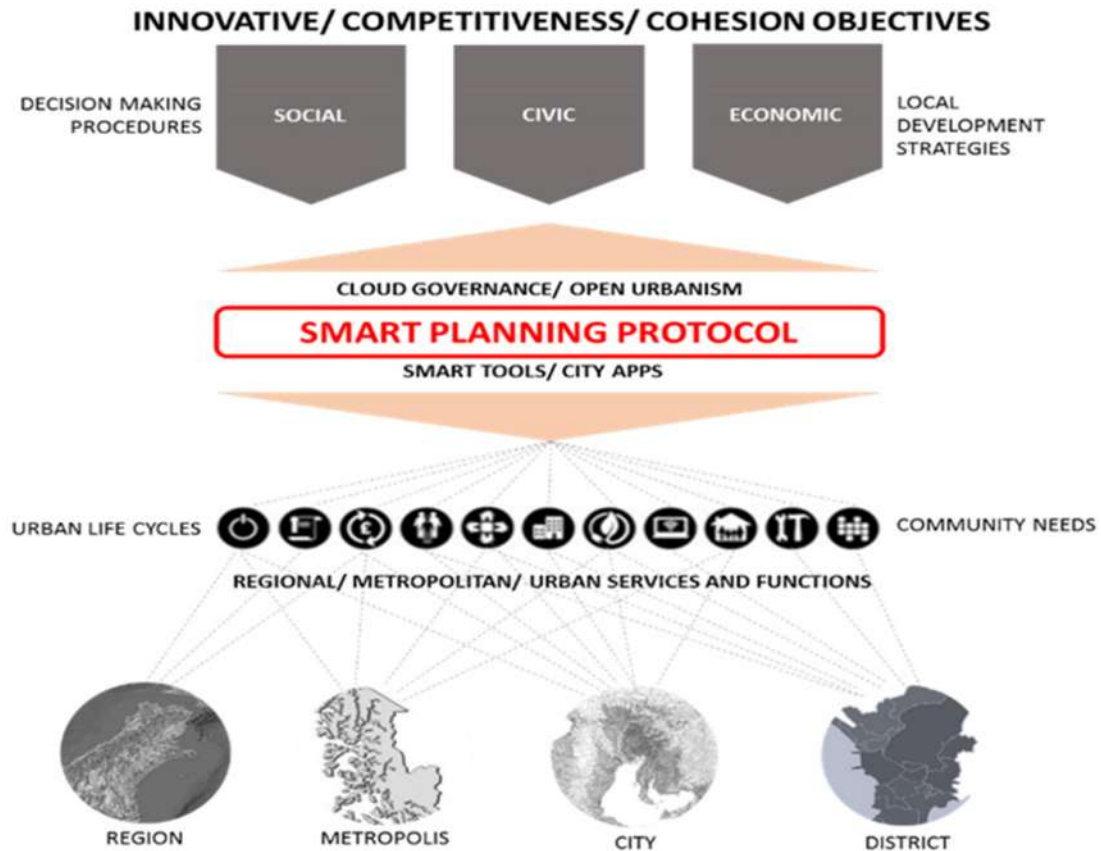 INNOVATIVE/ COMPETITIVENESS/ COHESION OBJECTIVES
DECISION MAKING
PROCEDURES
SOCIAL
CIVIC
ECONOMIC
LOCAL
DEVELOPMENT
STRATEGIES
CLOUD GOVERNANCE/ OPEN URBANISM
SMART PLANNING PROTOCOL
SMART TOOLS/ CITY APPS
URBAN LIFE CYCLES
COMMUNITY NEEDS
REGIONAL/ METROPOLITAN/ URBAN SERVICES AND FUNCTIONS
REGION
METROPOLIS
CITY
DISTRICT